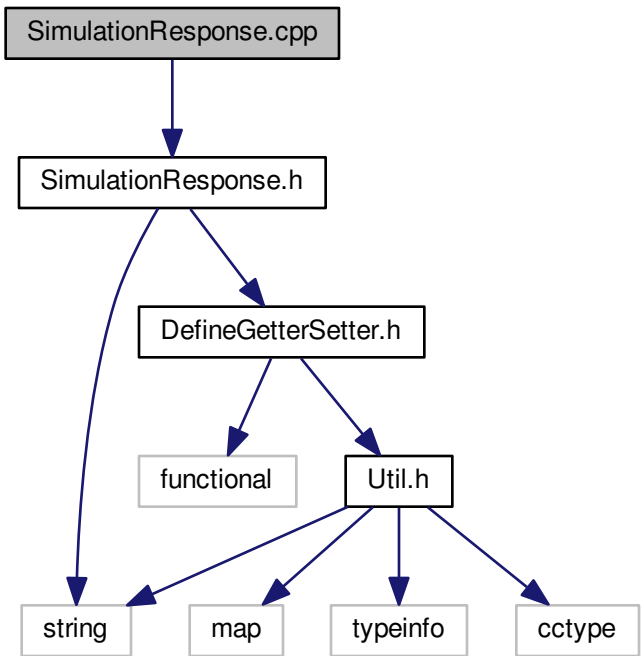 SimulationResponse.cpp
SimulationResponse.h
DefineGetterSetter.h
functional
Util.h
string
map
typeinfo
cctype